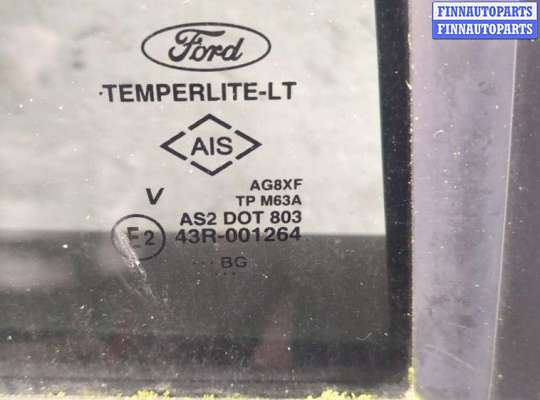 FINNAUTOPARTS
FINNAUTOPARTS
Ford
TEMPERLITE-LT
AIS
AG8XF
V TP M63A
AS2 DOT 803
E2 43R-001264
··· BG
···